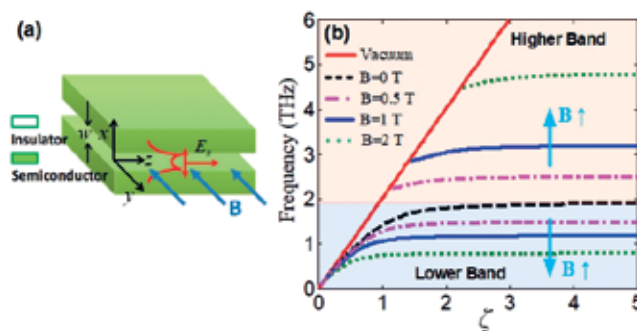 (a)
X
w
z
Insulator
Semiconductor
y
B
(b)
Higher Band
Vacuum
B=0 T
B=0.5 T
B=1 T
B=2 T
B ↑
B ↑
Lower Band
Frequency (THz)
6
5
4
3
2
1
0
0 1 2 3 4 5
ζ